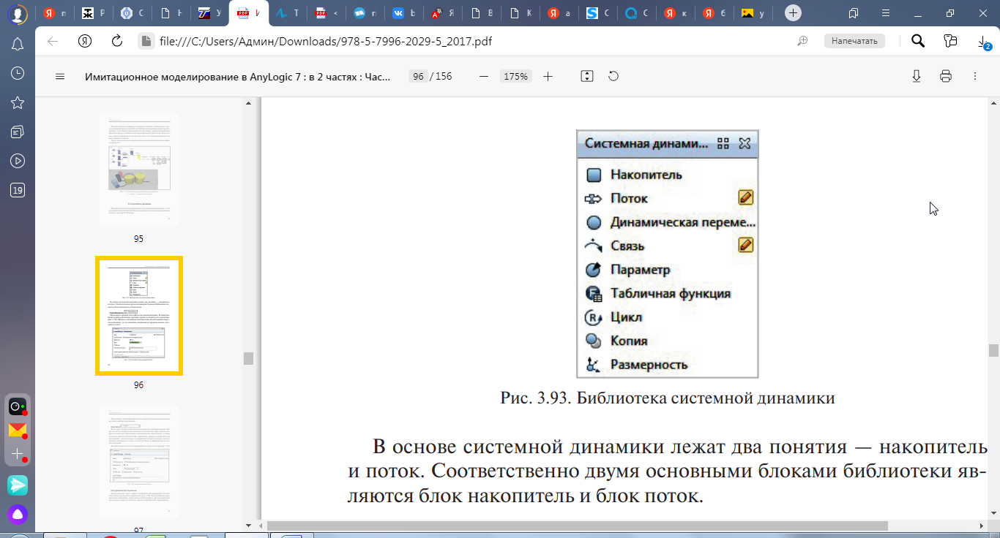 п
Р
С
С
Н
У
И
Т
<
п
b
Я
В
К
а
С
С
к
б
у
file:///C:/Users/Админ/Downloads/978-5-7996-2029-5_2017.pdf
Напечатать
2
Имитационное моделирование в AnyLogic 7 : в 2 частях : Час...
96 / 156
175%
19
95
96
97
Системная динами...
Накопитель
Поток
Динамическая переме...
Связь
Параметр
Табличная функция
Цикл
Копия
Размерность
Рис. 3.93. Библиотека системной динамики
В основе системной динамики лежат два понятия — накопитель
и поток. Соответственно двумя основными блоками библиотеки яв-
ляются блок накопитель и блок поток.